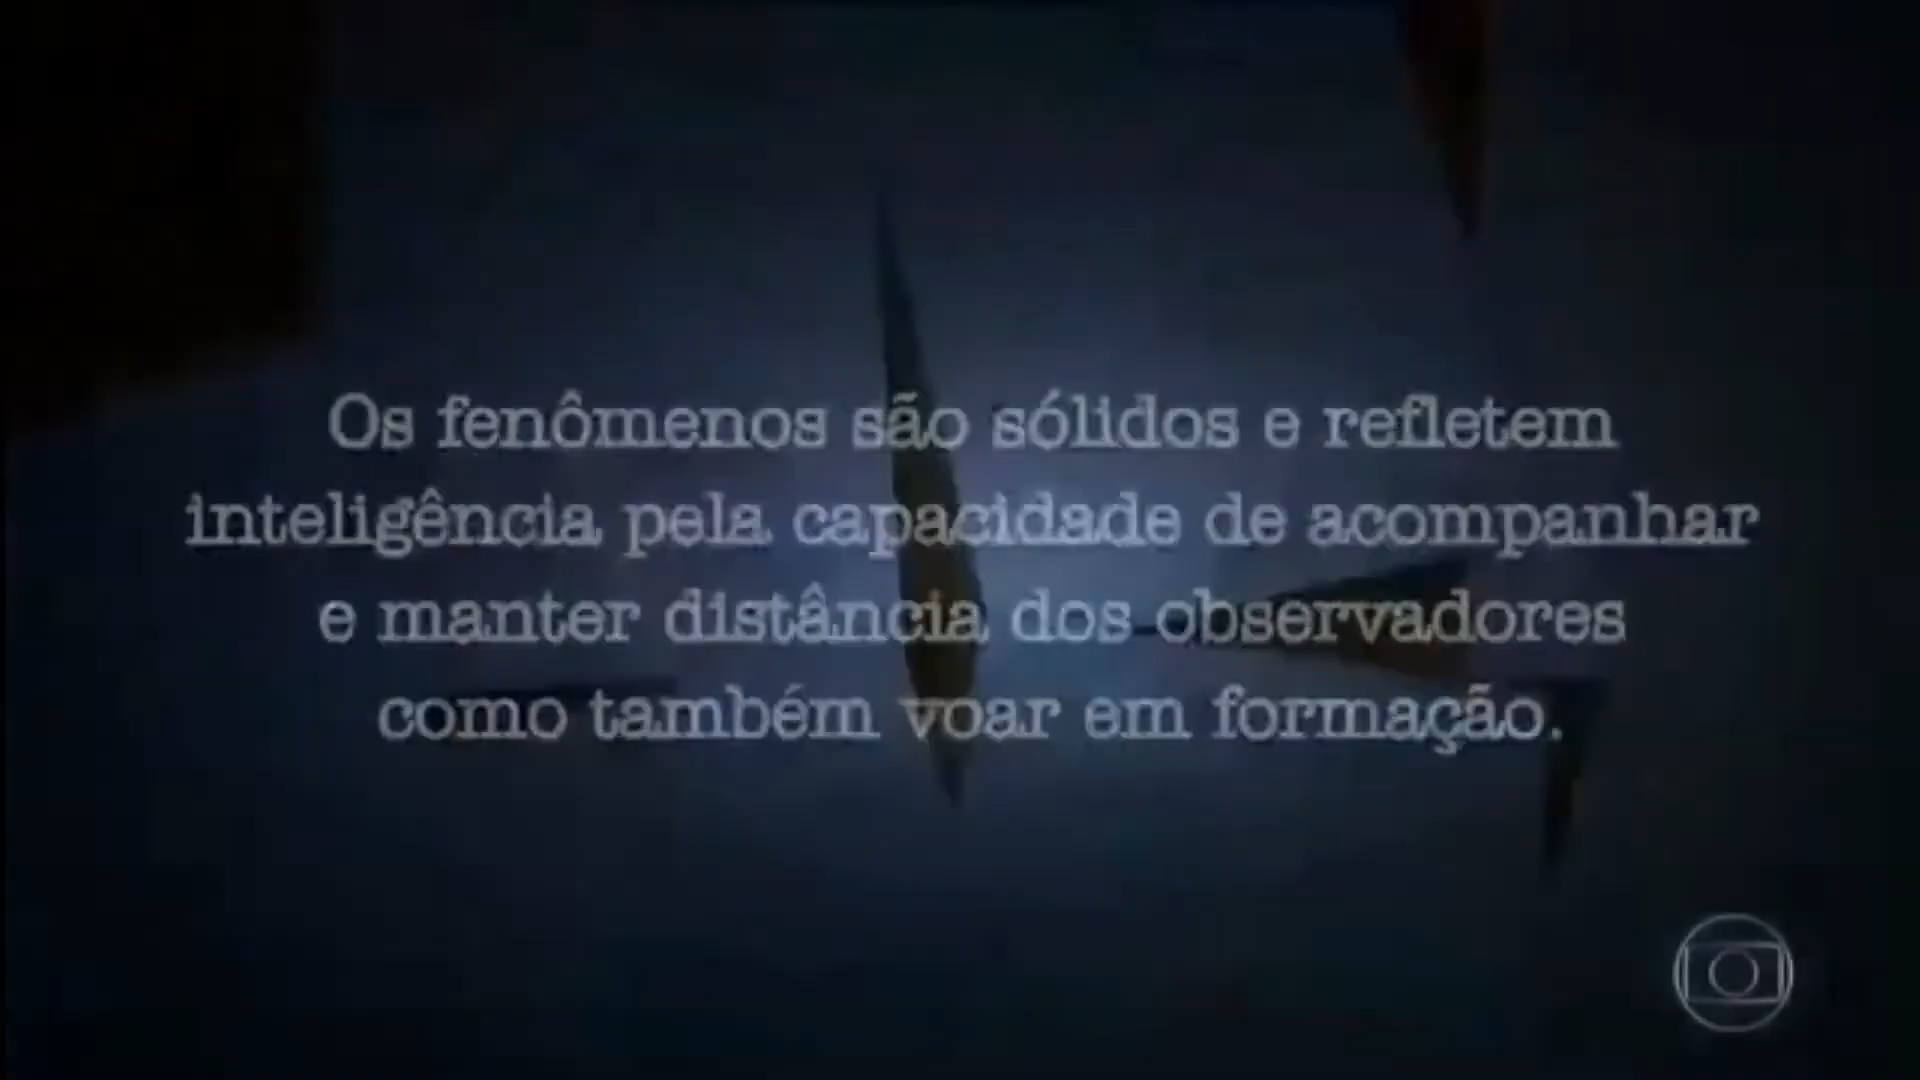 Os fenômenos são sólidos e refletem
inteligência pela capacidade de acompanhar
e manter distância dos observadores
como também voar em formação.